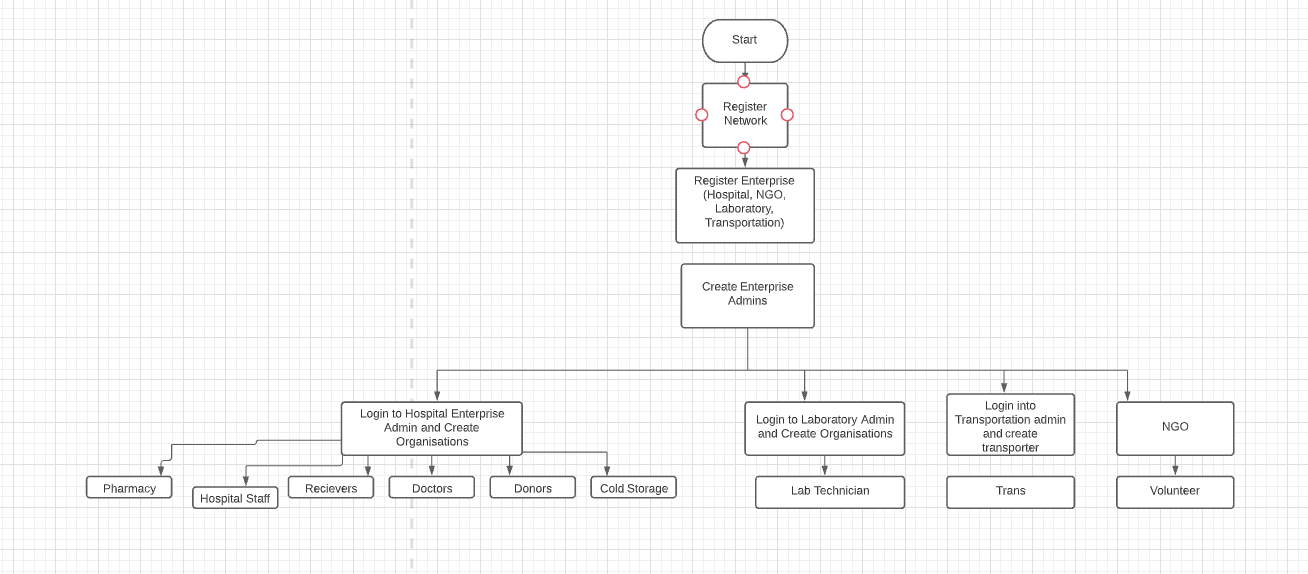 Start
Register
Network
Register Enterprise
(Hospital, NGO,
Laboratory,
Transportation)
Create Enterprise
Admins
Login to Hospital Enterprise
Admin and Create
Organisations
Login to Laboratory Admin
and Create Organisations
Login into
Transportation admin
and create
transporter
NGO
Pharmacy
Hospital Staff
Recievers
Doctors
Donors
Cold Storage
Lab Technician
Trans
Volunteer